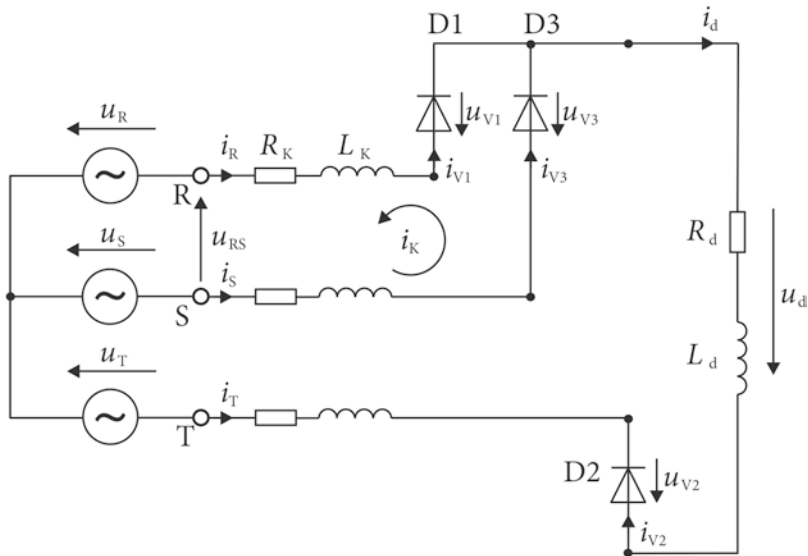 D1 D3 i_d
u_R u_V1 u_V3
i_R R_K L_K
R i_V1 i_V3
u_S u_RS i_S i_K R_d
S u_d
u_T L_d
i_T
T D2 u_V2
i_V2